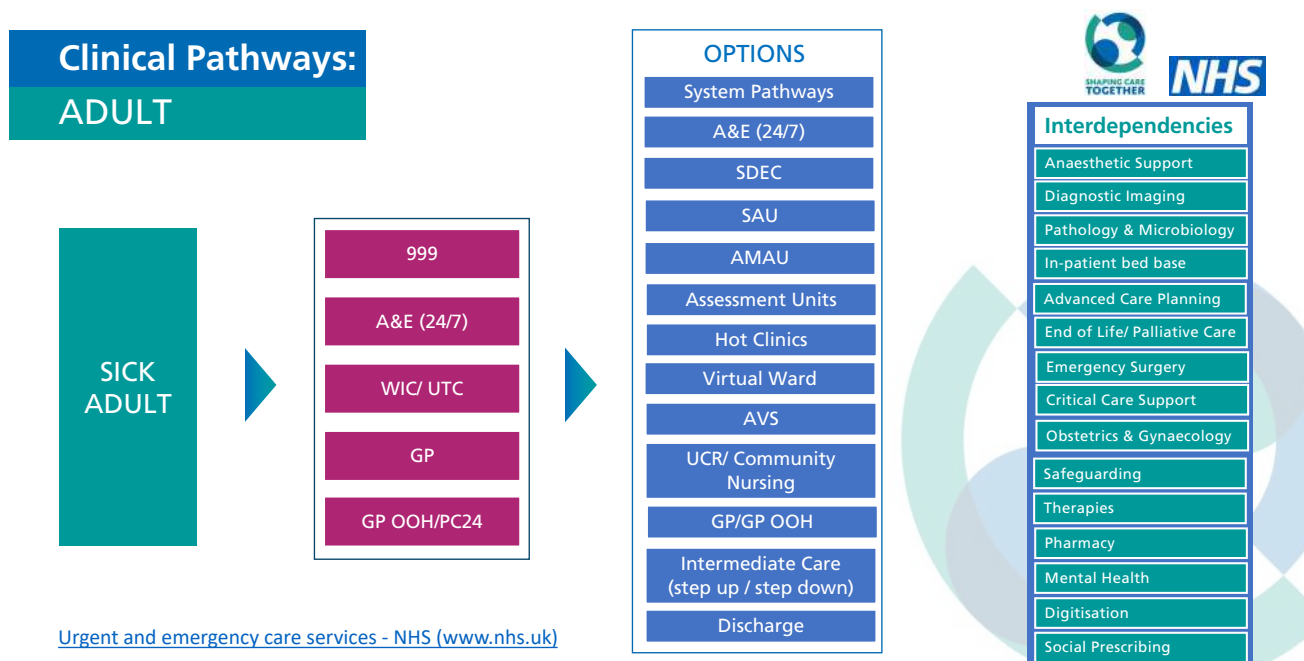 Clinical Pathways:
ADULT
SICK
ADULT
999
A&E (24/7)
WIC/ UTC
GP
GP OOH/PC24
OPTIONS
System Pathways
A&E (24/7)
SDEC
SAU
AMAU
Assessment Units
Hot Clinics
Virtual Ward
AVS
UCR/ Community
Nursing
GP/GP OOH
Intermediate Care
(step up / step down)
Discharge
SHAPING CARE
TOGETHER
NHS
Interdependencies
Anaesthetic Support
Diagnostic Imaging
Pathology & Microbiology
In-patient bed base
Advanced Care Planning
End of Life/ Palliative Care
Emergency Surgery
Critical Care Support
Obstetrics & Gynaecology
Safeguarding
Therapies
Pharmacy
Mental Health
Digitisation
Social Prescribing
Urgent and emergency care services - NHS (www.nhs.uk)